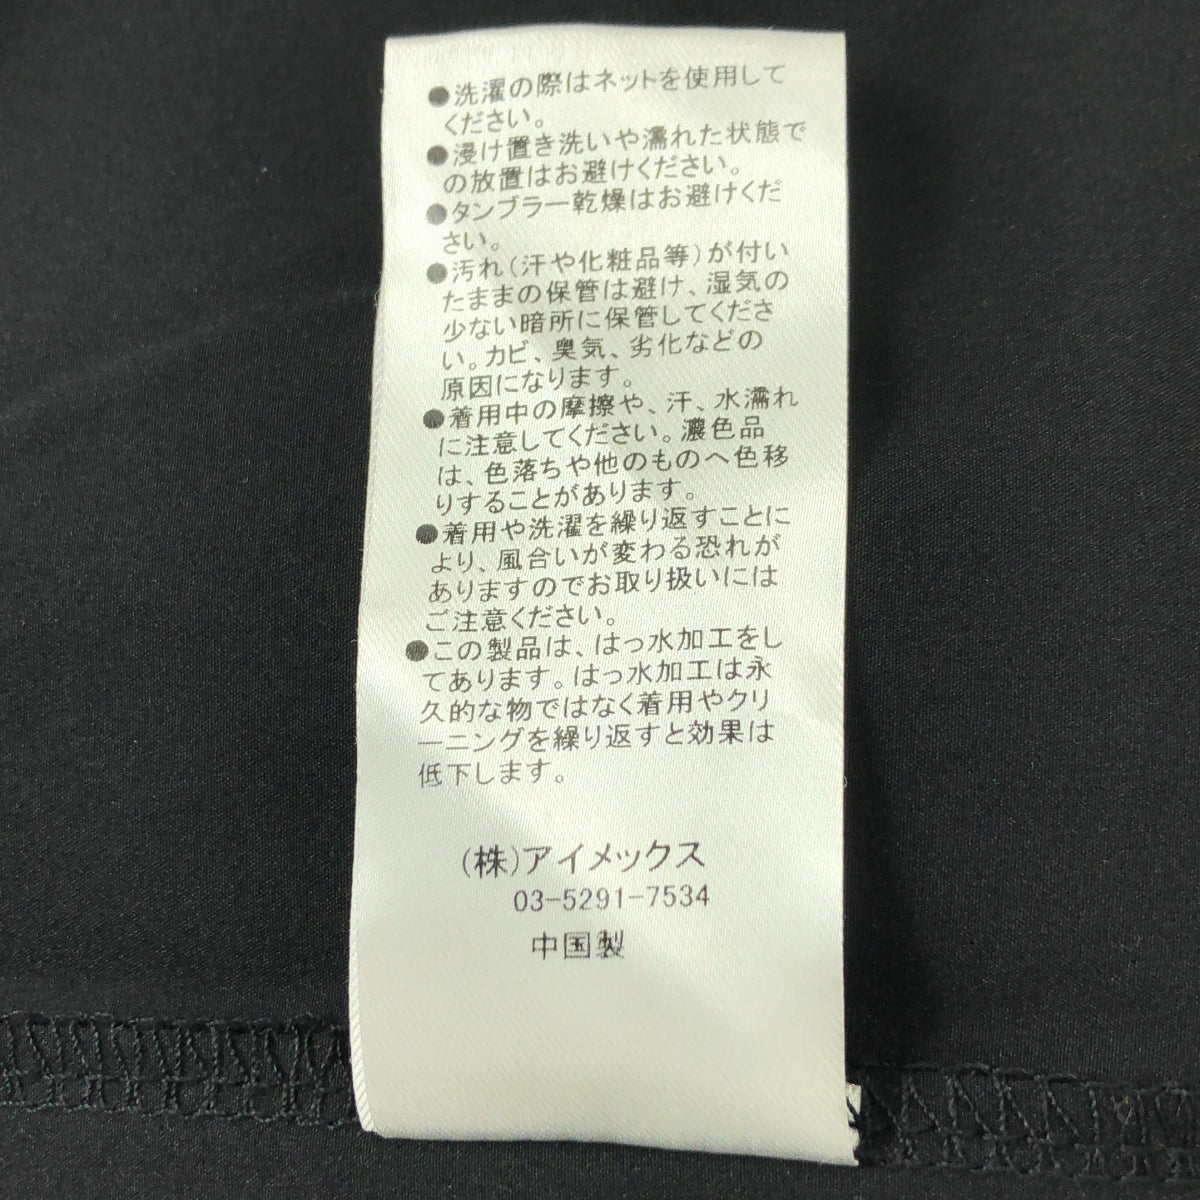 ●洗濯の際はネットを使用して
ください。
●浸け置き洗いや濡れた状態で
の放置はお避けください。
●タンブラー乾燥はお避けくだ
さい。
●汚れ(汗や化粧品等)が付い
たままの保管は避け、湿気の
少ない暗所に保管してくださ
い。カビ、臭気、劣化などの
原因になります。
●着用中の摩擦や、汗、水濡れ
に注意してください。濃色品
は、色落ちや他のものへ色移
りすることがあります。
●着用や洗濯を繰り返すことに
より、風合いが変わる恐れが
ありますのでお取り扱いには
ご注意ください。
●この製品は、はっ水加工をし
てあります。はっ水加工は永
久的な物ではなく着用やクリ
ーニングを繰り返すと効果は
低下します。
(株)アイメックス
03-5291-7534
中国製